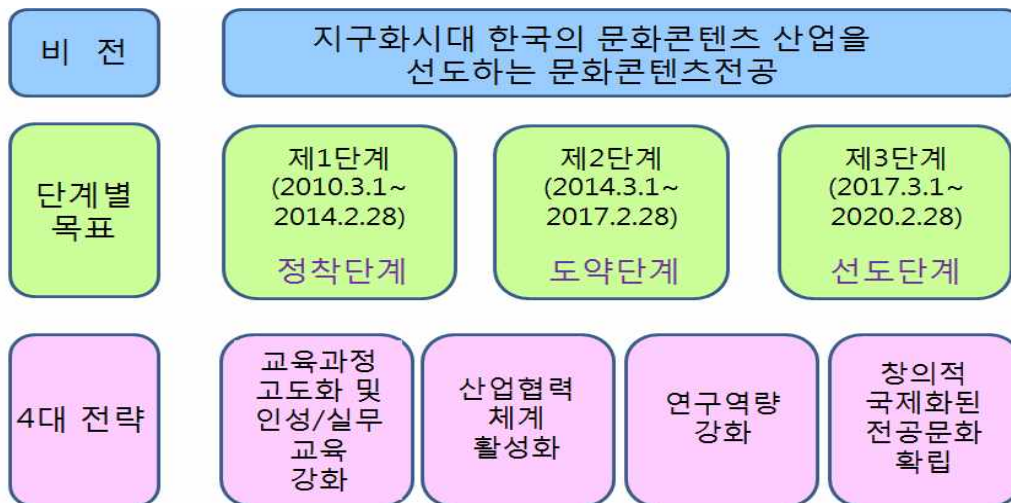 비 전
지구화시대 한국의 문화콘텐츠 산업을
선도하는 문화콘텐츠전공
단계별
목표
제1단계
(2010.3.1~
2014.2.28)
정착단계
제2단계
(2014.3.1~
2017.2.28)
도약단계
제3단계
(2017.3.1~
2020.2.28)
선도단계
4대 전략
교육과정
고도화 및
인성/실무
교육
강화
산업협력
체계
활성화
연구역량
강화
창의적
국제화된
전공문화
확립